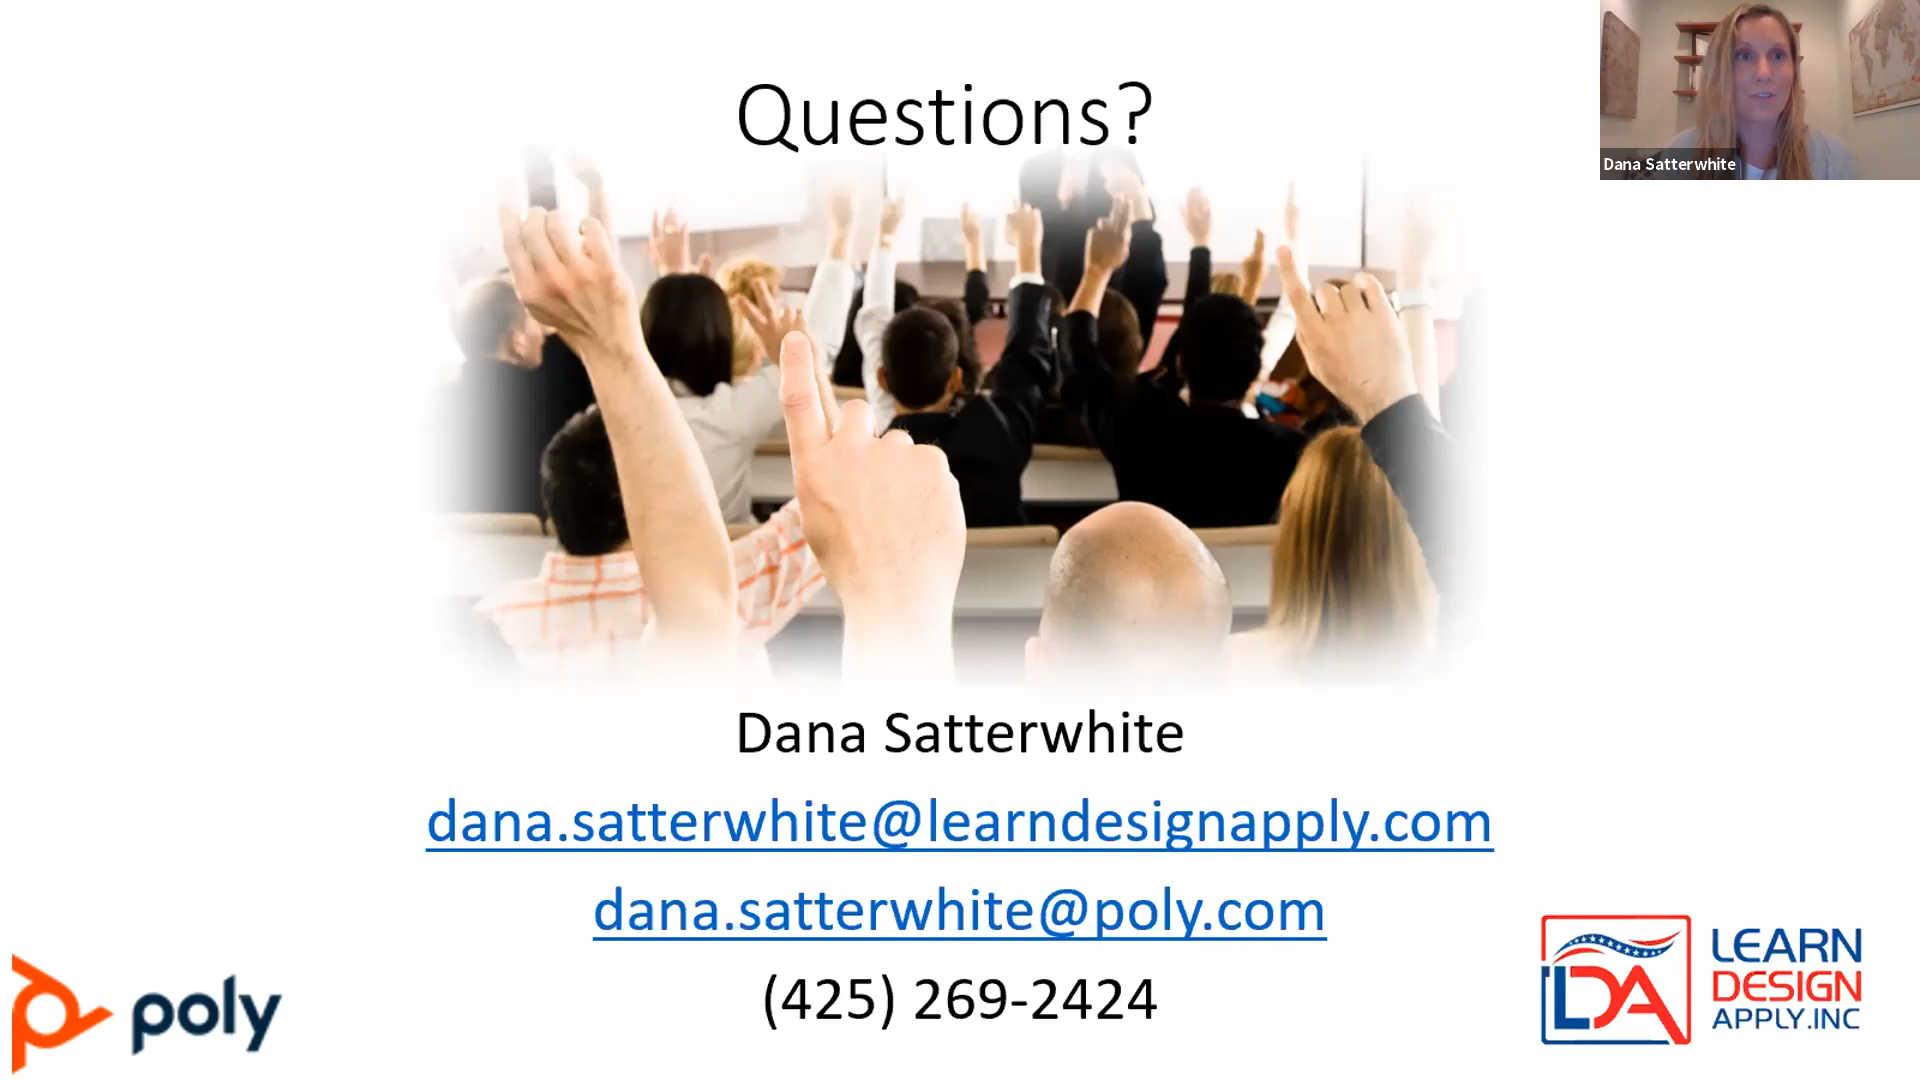 Questions?
Dana Satterwhite
Dana Satterwhite
dana.satterwhite@learndesignapply.com
dana.satterwhite@poly.com
(425) 269-2424
poly
LDA
LEARN
DESIGN
APPLY.INC